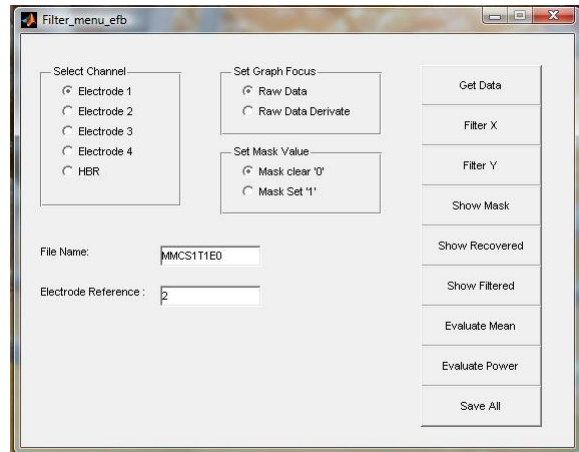 Filter_menu_efb
Select Channel
Electrode 1
Electrode 2
Electrode 3
Electrode 4
HBR
Set Graph Focus
Raw Data
Raw Data Derivate
Set Mask Value
Mask clear '0'
Mask Set '1'
File Name:
MMCS1T1E0
Electrode Reference :
2
Get Data
Filter X
Filter Y
Show Mask
Show Recovered
Show Filtered
Evaluate Mean
Evaluate Power
Save All